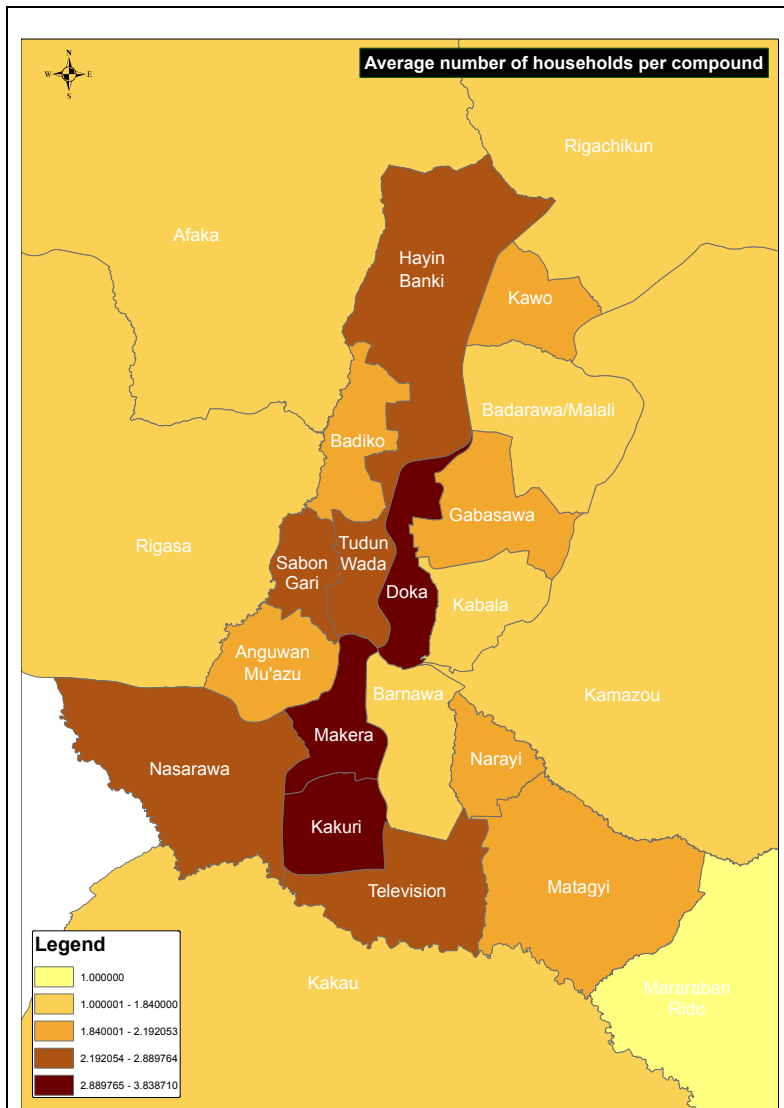 Average number of households per compound
N
W
E
S
Rigachikun
Afaka
Hayin
Banki
Kawo
Badarawa/Malali
Badiko
Gabasawa
Rigasa
Tudun
Wada
Sabon
Gari
Doka
Kabala
Anguwan
Mu'azu
Barnawa
Kamazou
Makera
Narayi
Nasarawa
Kakuri
Television
Matagyi
Kakau
Mararaban
Rido
Legend
1.000000
1.000001 - 1.840000
1.840001 - 2.192053
2.192054 - 2.889764
2.889765 - 3.838710